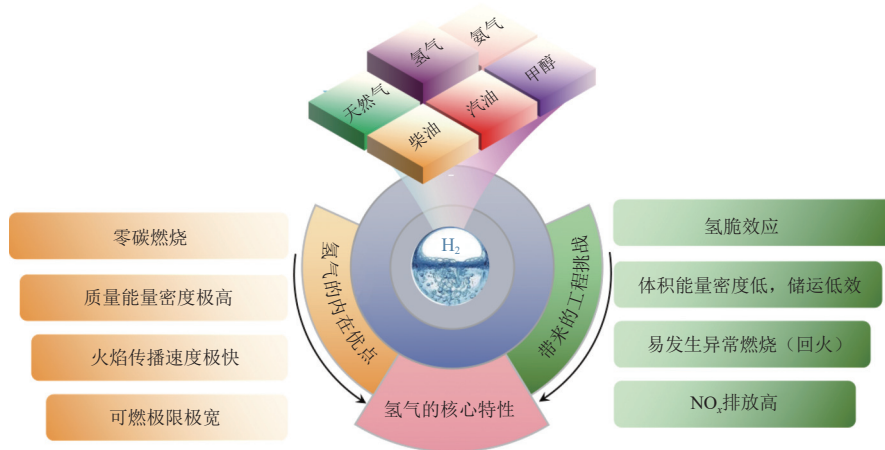 氨气
氢气
甲醇
天然气
汽油
柴油
H₂
零碳燃烧
质量能量密度极高
火焰传播速度极快
可燃极限极宽
氢气的内在优点
氢气的核心特性
带来的工程挑战
氢脆效应
体积能量密度低，储运低效
易发生异常燃烧（回火）
NOₓ排放高